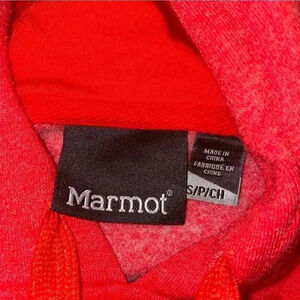 Marmot®
MADE IN
CHINA
FABRIQUÉ EN
CHINE
S/P/CH